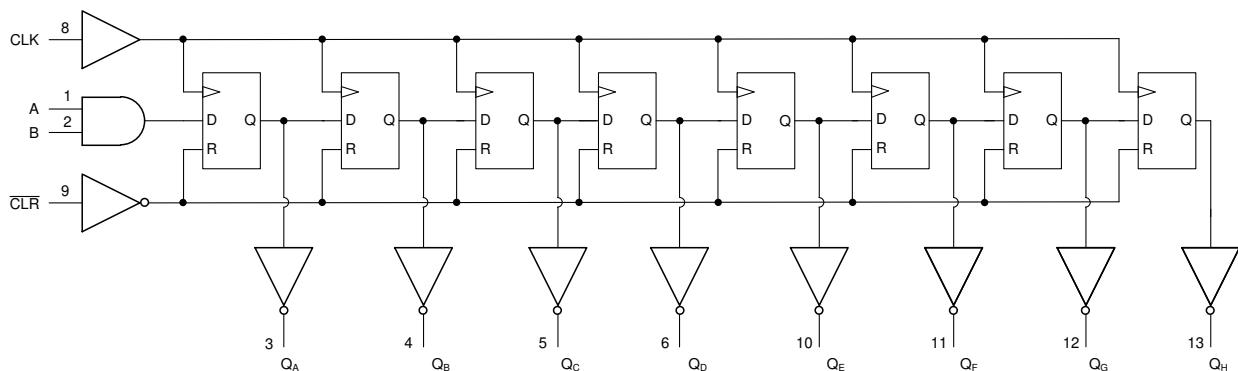 CLK 8
A 1
B 2
D Q D Q D Q D Q D Q D Q D Q D Q
R R R R R R R R
CLR 9
3 4 5 6 10 11 12 13
QA QB QC QD QE QF QG QH